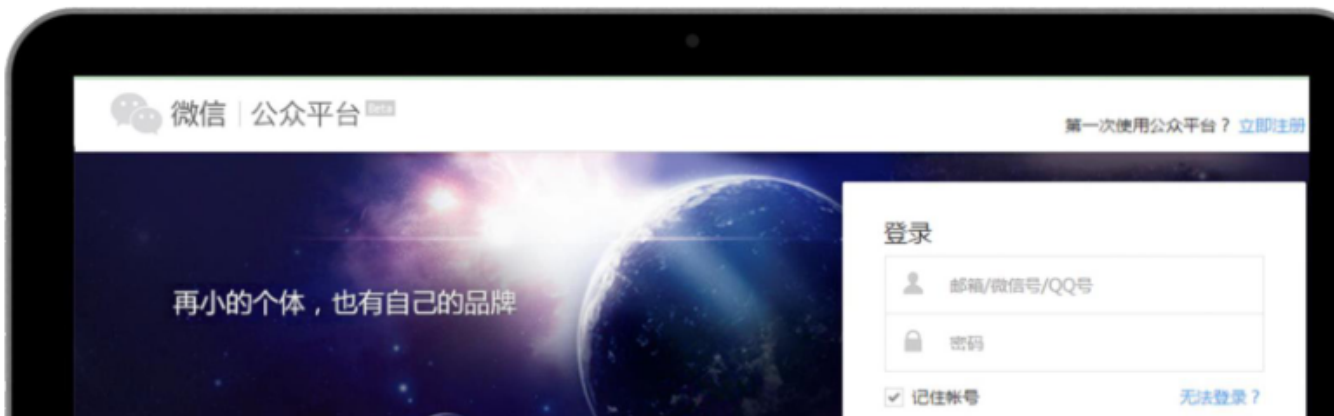 微信 公众平台 Beta
第一次使用公众平台？ 立即注册
再小的个体，也有自己的品牌
登录
邮箱/微信号/QQ号
密码
记住帐号 无法登录？